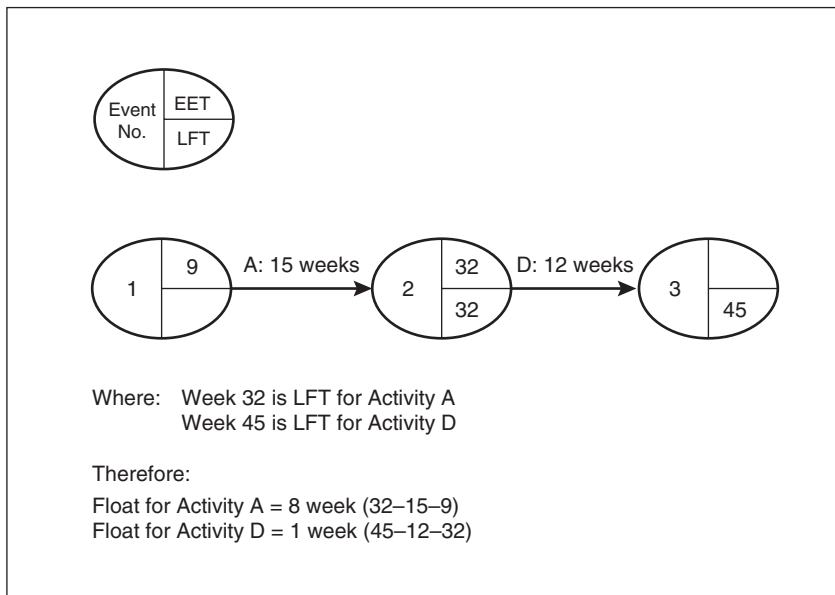 Event No.
EET
LFT
1
9
A: 15 weeks
2
32
32
D: 12 weeks
3
45
Where: Week 32 is LFT for Activity A
Week 45 is LFT for Activity D
Therefore:
Float for Activity A = 8 week (32–15–9)
Float for Activity D = 1 week (45–12–32)